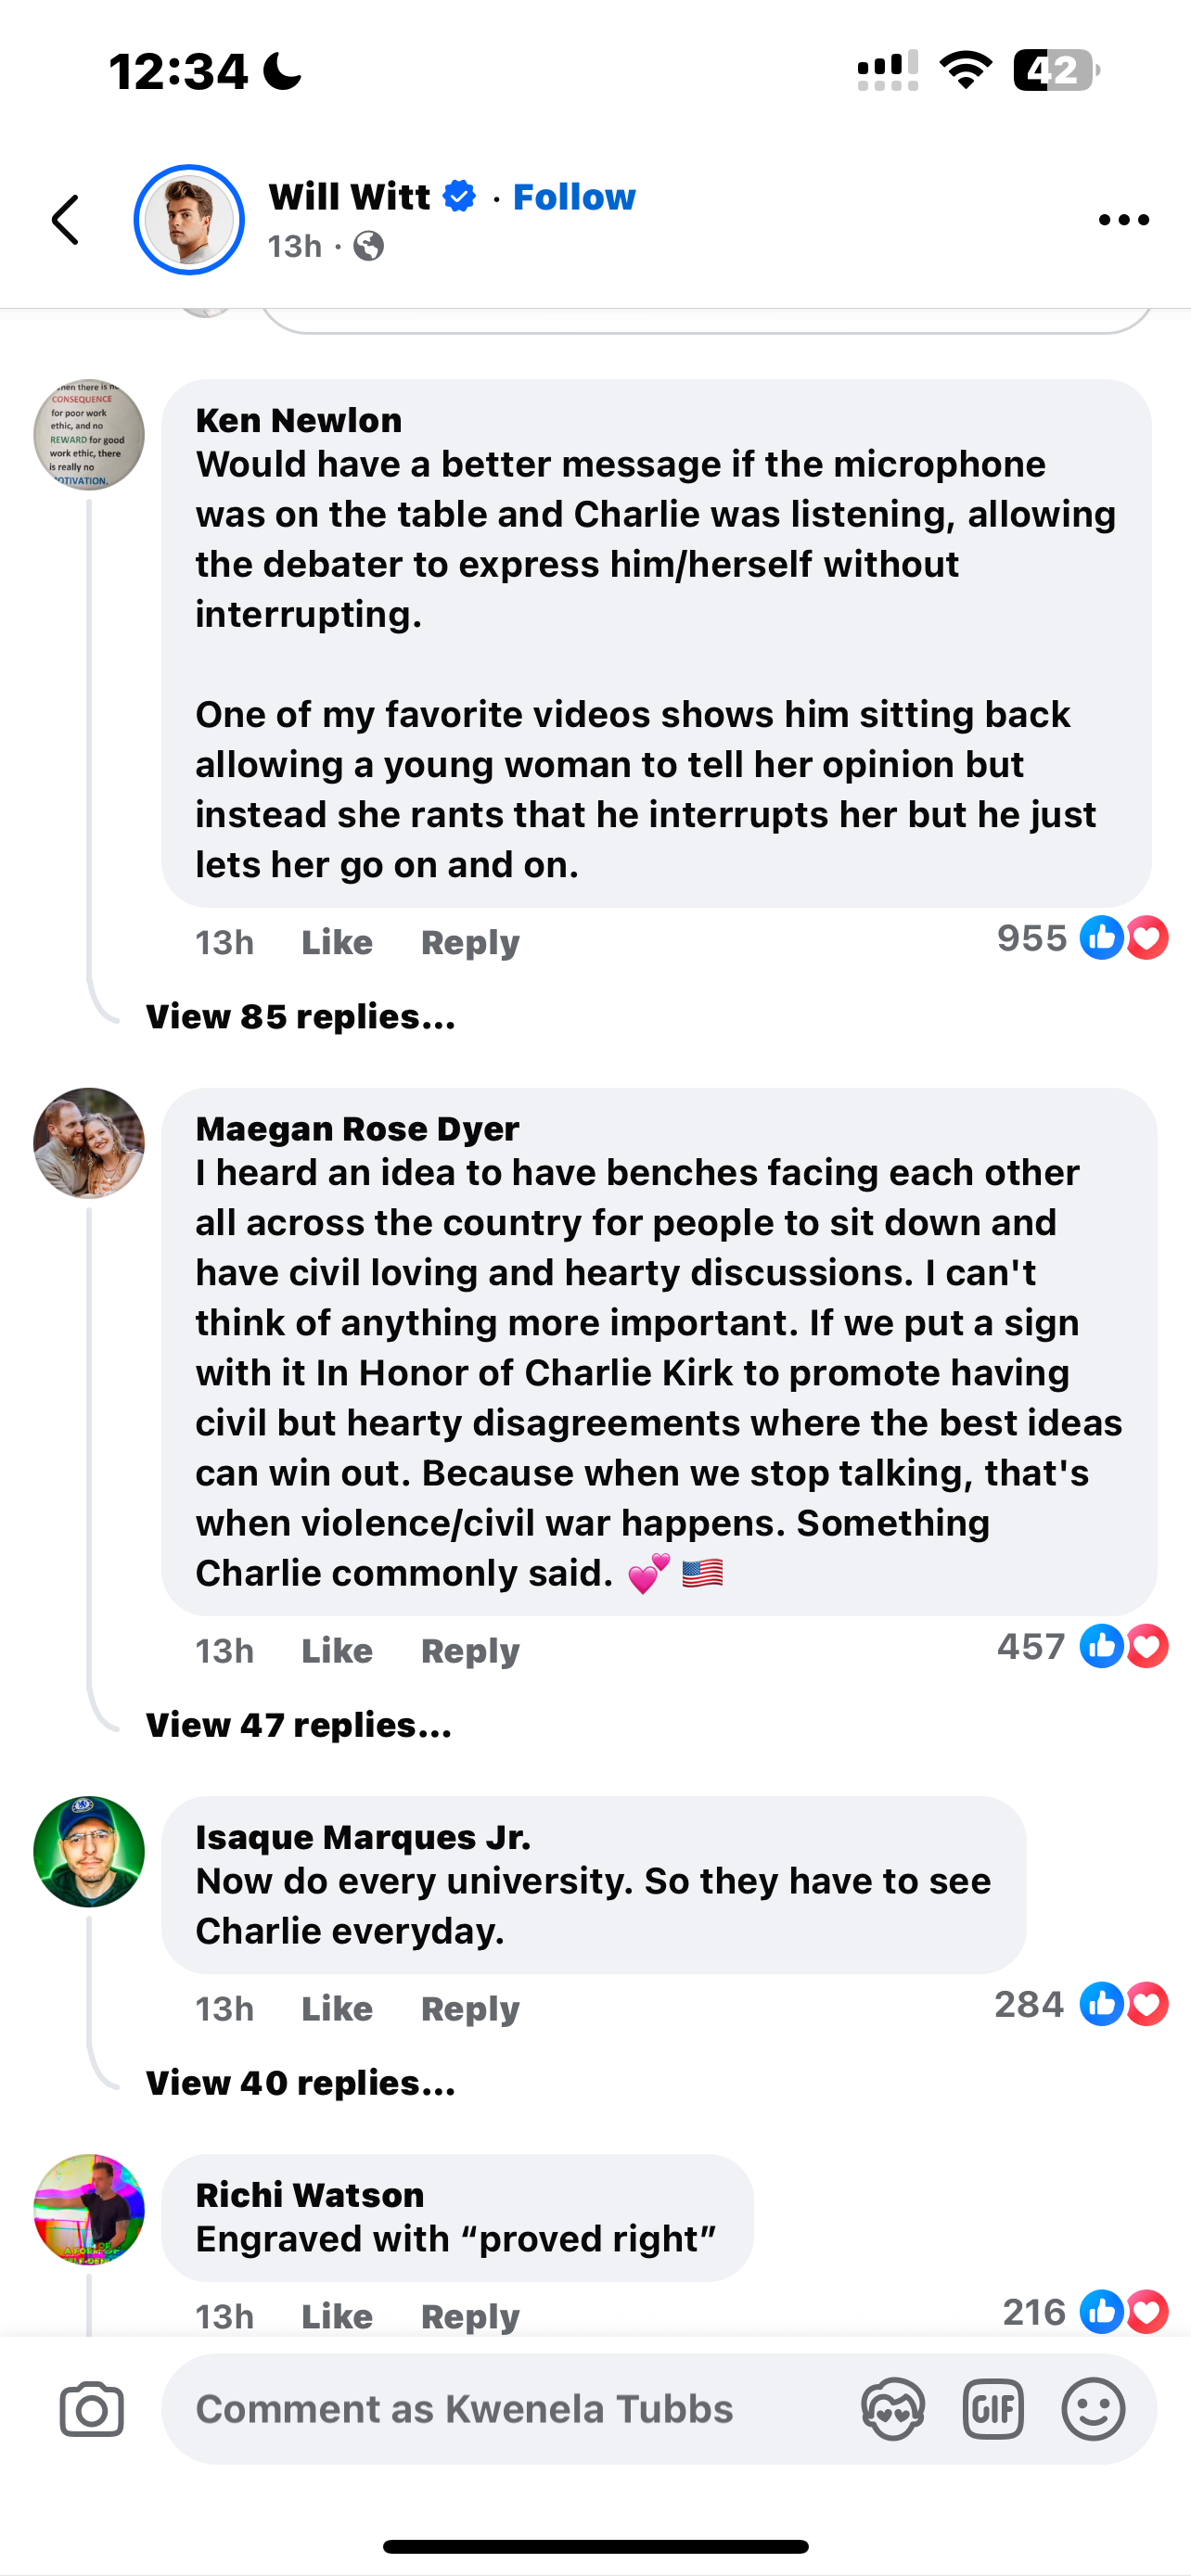 12:34
42
Will Witt · Follow
13h ·
hen there is no
CONSEQUENCE
for poor work
ethic, and no
REWARD for good
work ethic, there
is really no
OTIVATION.
Ken Newlon
Would have a better message if the microphone
was on the table and Charlie was listening, allowing
the debater to express him/herself without
interrupting.
One of my favorite videos shows him sitting back
allowing a young woman to tell her opinion but
instead she rants that he interrupts her but he just
lets her go on and on.
13h Like Reply 955
View 85 replies...
Maegan Rose Dyer
I heard an idea to have benches facing each other
all across the country for people to sit down and
have civil loving and hearty discussions. I can't
think of anything more important. If we put a sign
with it In Honor of Charlie Kirk to promote having
civil but hearty disagreements where the best ideas
can win out. Because when we stop talking, that's
when violence/civil war happens. Something
Charlie commonly said. 💕 🇺🇸
13h Like Reply 457
View 47 replies...
Isaque Marques Jr.
Now do every university. So they have to see
Charlie everyday.
13h Like Reply 284
View 40 replies...
Richi Watson
Engraved with “proved right”
13h Like Reply 216
Comment as Kwenela Tubbs
GIF